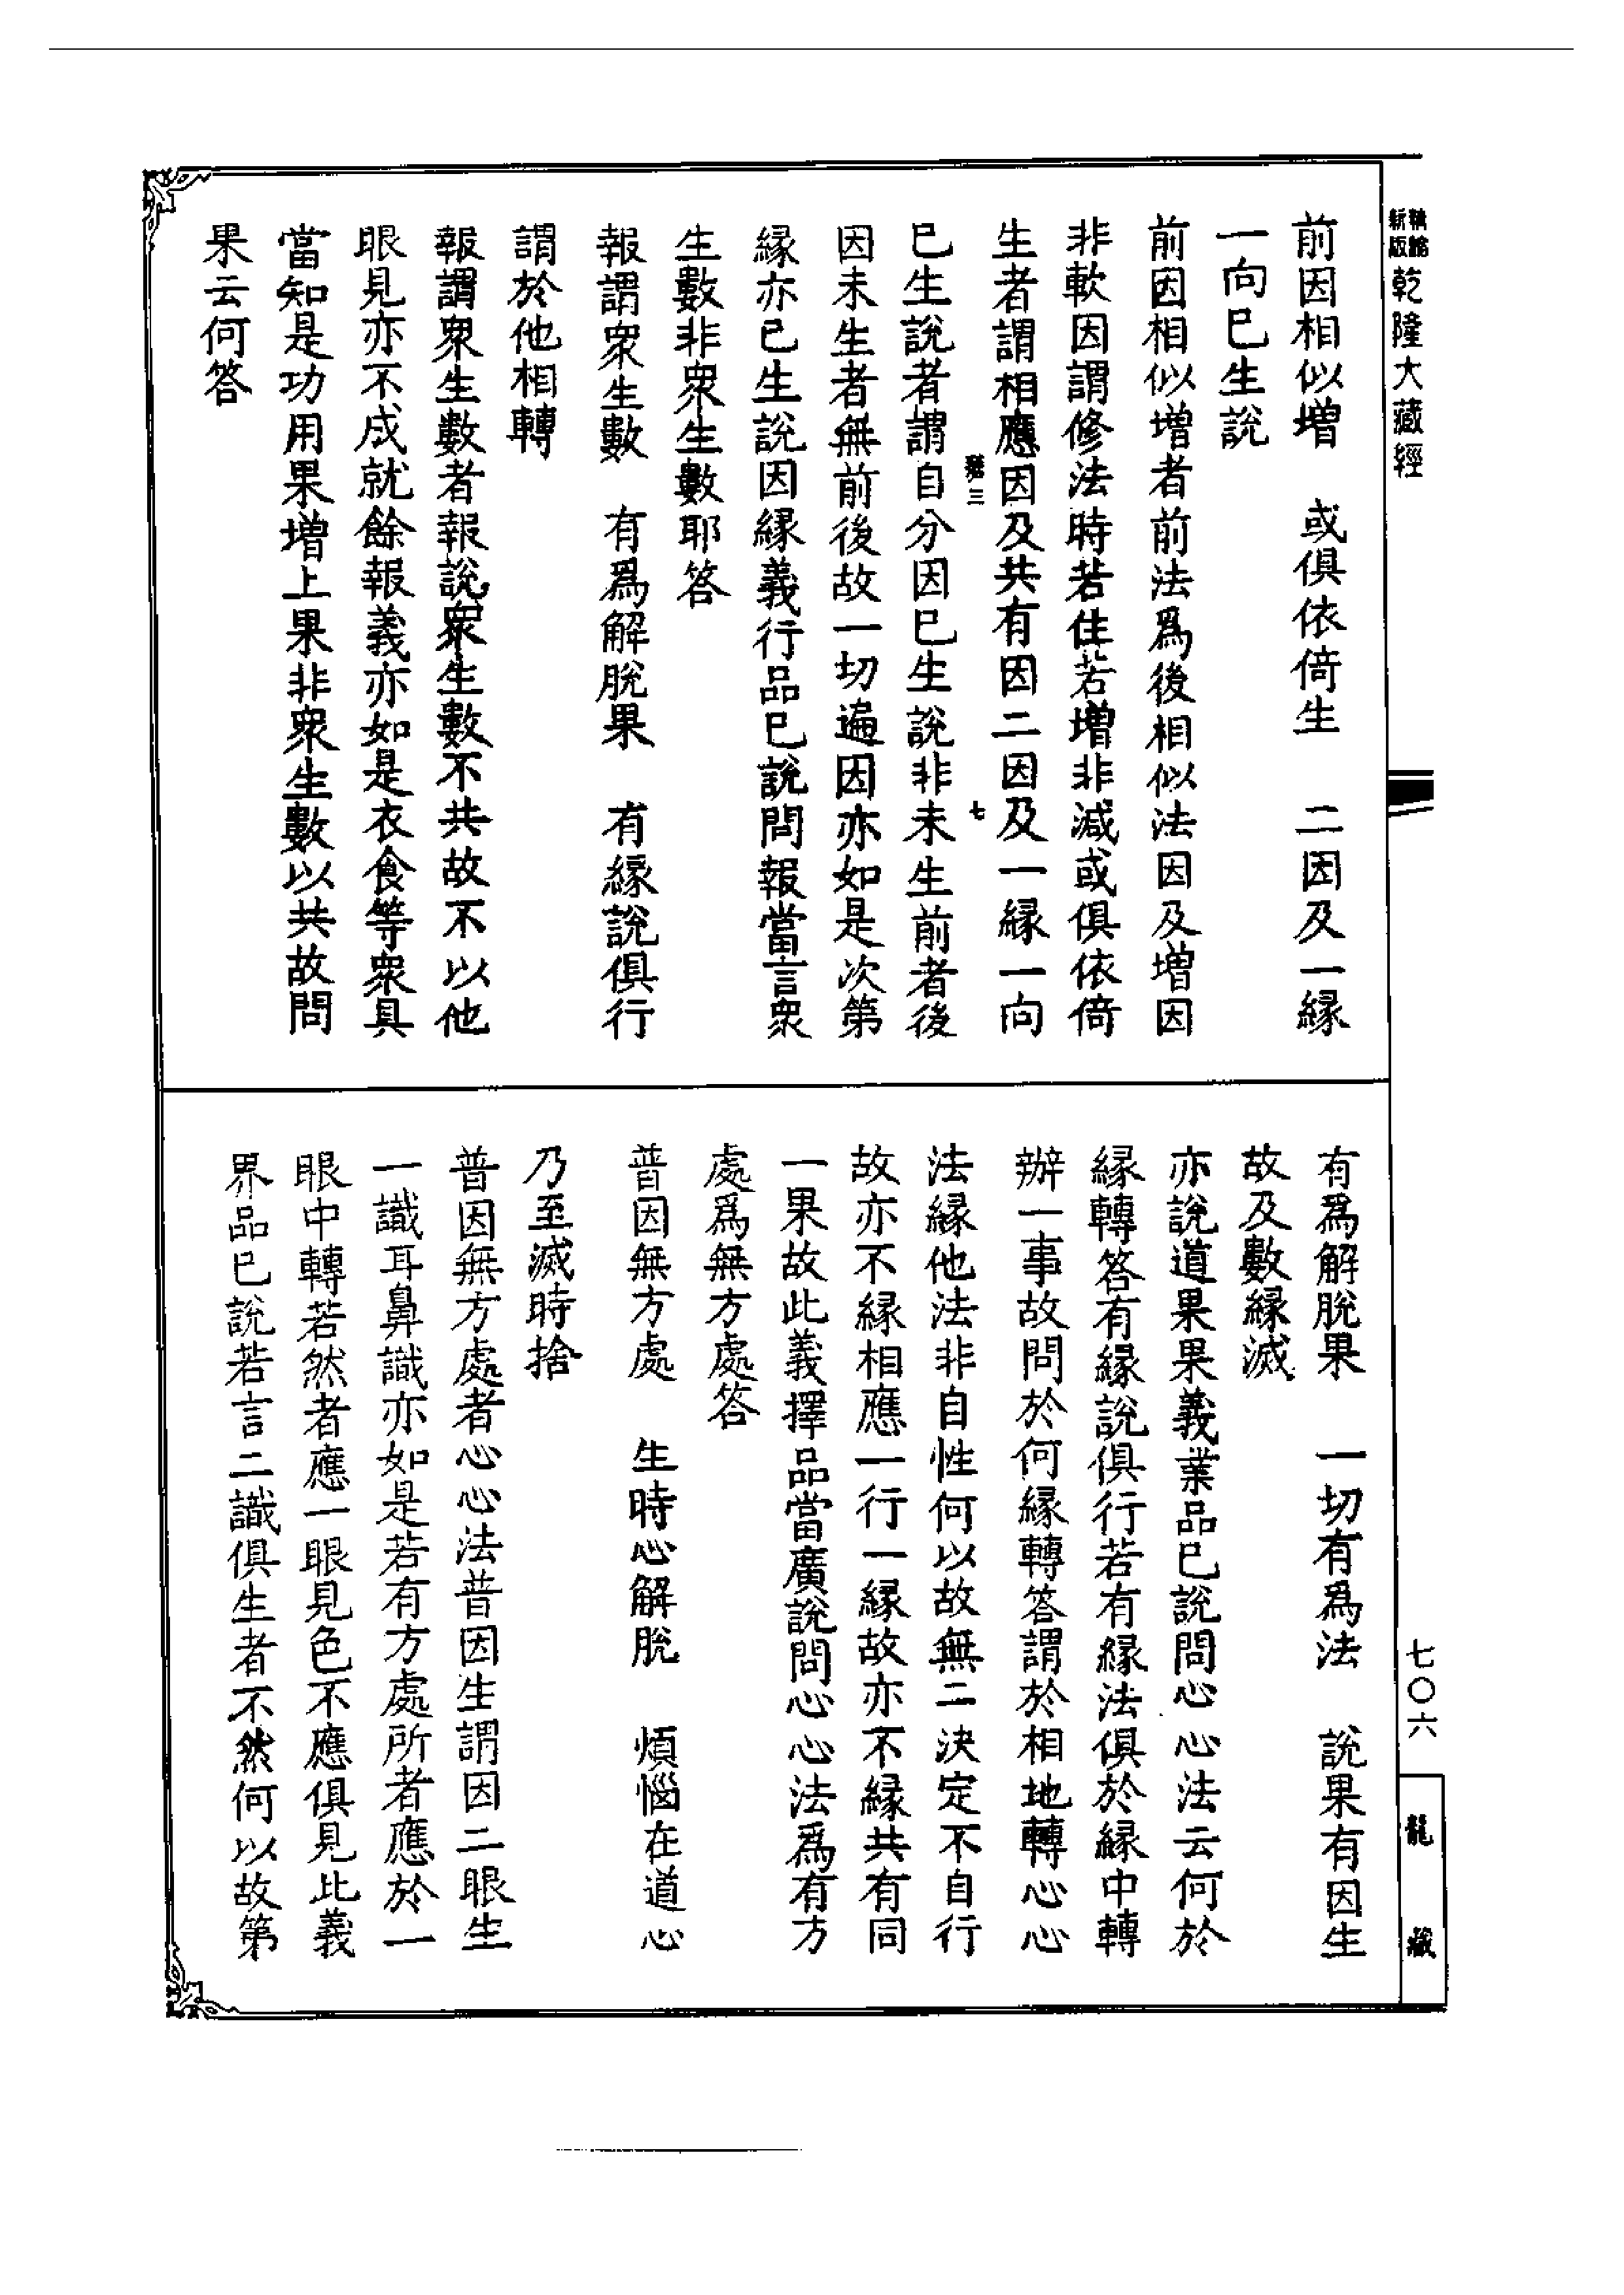 新版
乾隆大藏經
前因相似增　或俱依倚生　二因及一緣
一向已生說
前因相似增者前法爲後相似法因及增因
非軟因謂修法時若住若增非減或俱依倚
生者謂相應因及共有因二因及一緣一向
三　七
已生說者謂自分因已生說非未生前者後
因未生者無前後故一切遍因亦如是次第
緣亦已生說因緣義行品已說問報當言衆
生數非衆生數耶答
報謂衆生數　有爲解脫果　有緣說俱行
謂於他相轉
報謂衆生數者報說衆生數不共故不以他
眼見亦不成就餘報義亦如是衣食等衆具
當知是功用果增上果非衆生數以共故問
果云何答
有爲解脫果　一切有爲法　說果有因生
故及數緣滅
亦說道果果義業品已說問心心法云何於
緣轉答有緣說俱行若有緣法俱於緣中轉
辦一事故問於何緣轉答謂於相地轉心心
法緣他法非自性何以故無二決定不自行
故亦不緣相應一行一緣故亦不緣共有同
一果故此義擇品當廣說問心心法爲有方
處爲無方處答
普因無方處　生時心解脫　煩惱在道心
乃至滅時捨
普因無方處者心心法普因生謂因二眼生
一識耳鼻識亦如是若有方處所者應於一
眼中轉若然者應一眼見色不應俱見此義
界品已說若言二識俱生者不然何以故第
七〇六
龍藏